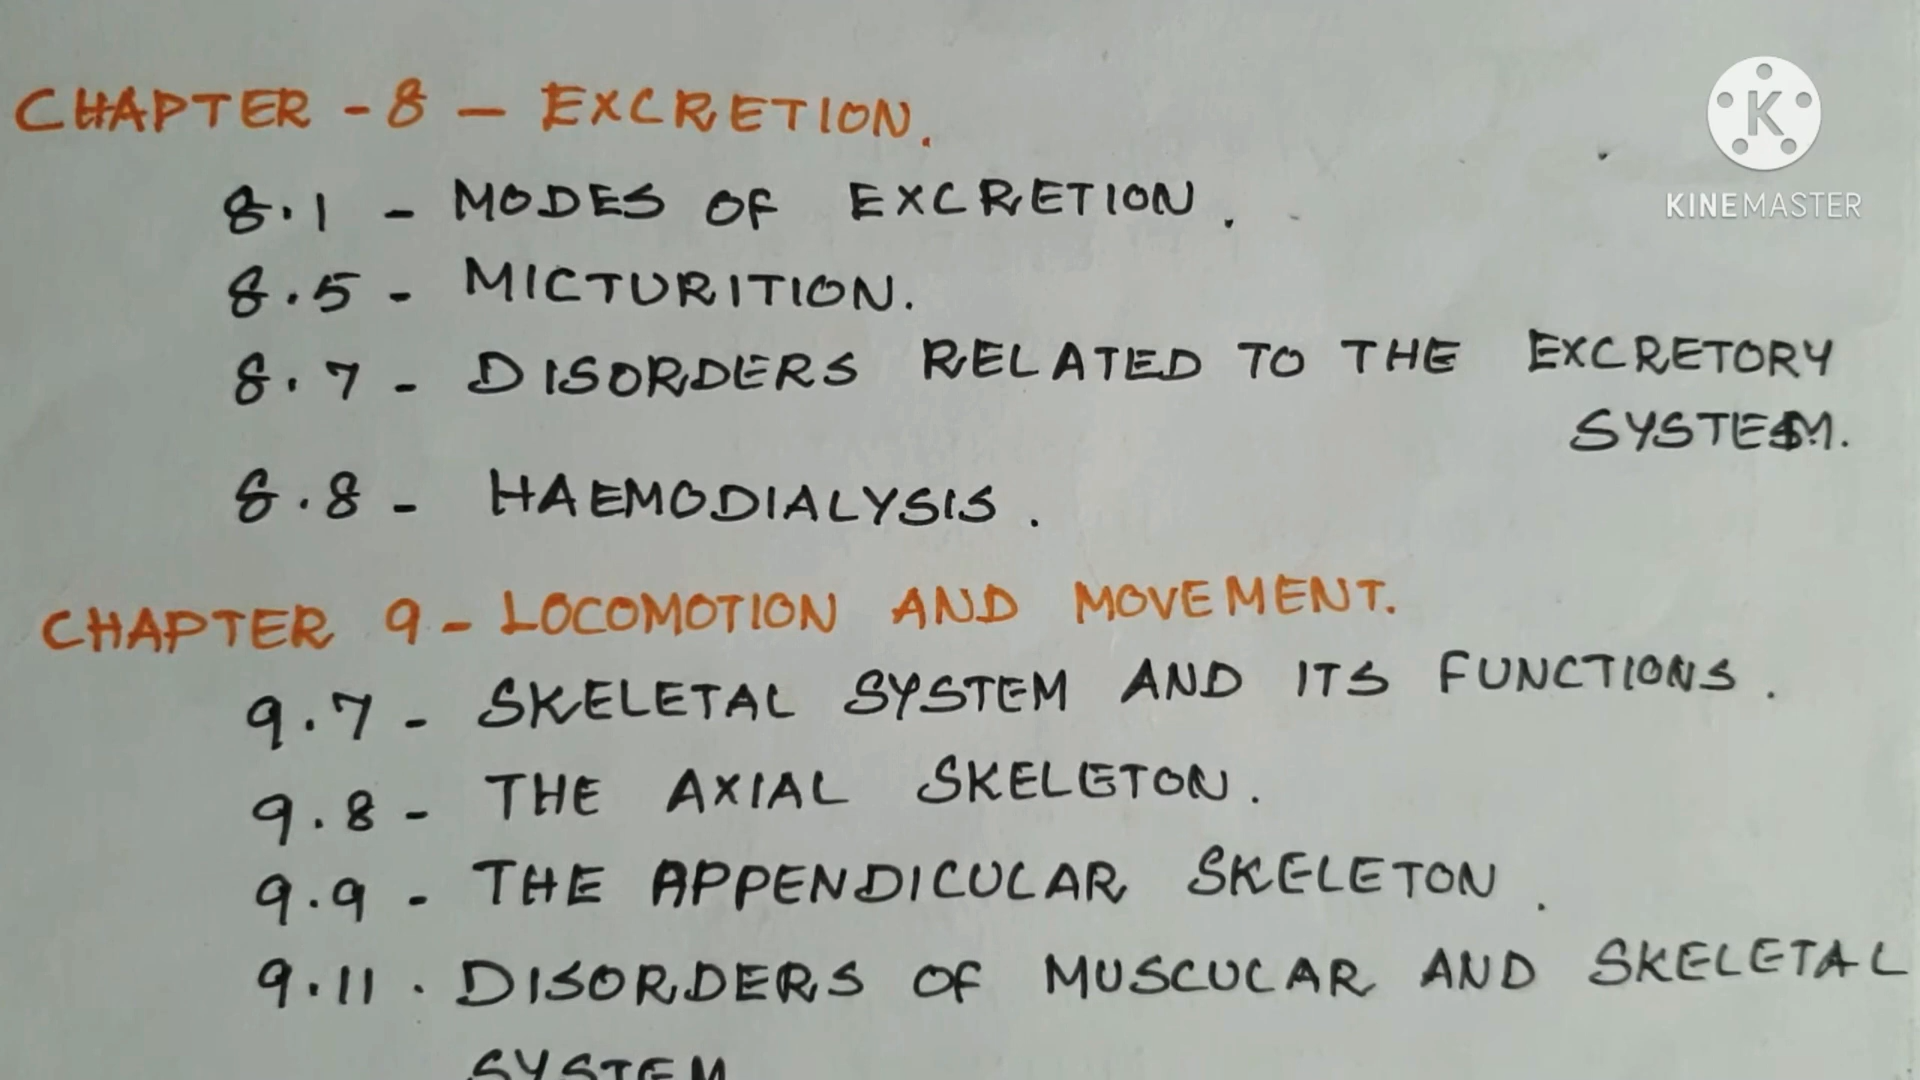 CHAPTER - 8 - EXCRETION.
K
KINEMASTER
8.1 - MODES OF EXCRETION.
8.5 - MICTURITION.
8.7 - DISORDERS RELATED TO THE EXCRETORY
SYSTEM.
8.8 - HAEMODIALYSIS.
CHAPTER 9 - LOCOMOTION AND MOVEMENT.
9.7 - SKELETAL SYSTEM AND ITS FUNCTIONS.
9.8 - THE AXIAL SKELETON.
9.9 - THE APPENDICULAR SKELETON.
9.11. DISORDERS OF MUSCULAR AND SKELETAL
SYSTEM